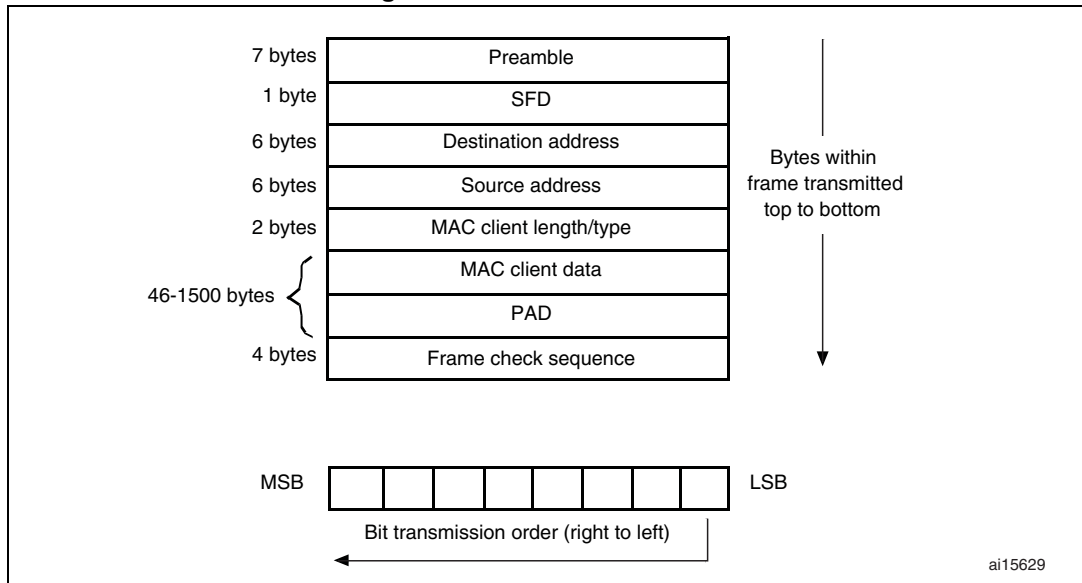 7 bytes Preamble
1 byte SFD
6 bytes Destination address
6 bytes Source address
2 bytes MAC client length/type
46-1500 bytes
MAC client data
PAD
4 bytes Frame check sequence
Bytes within
frame transmitted
top to bottom
MSB LSB
Bit transmission order (right to left)
ai15629